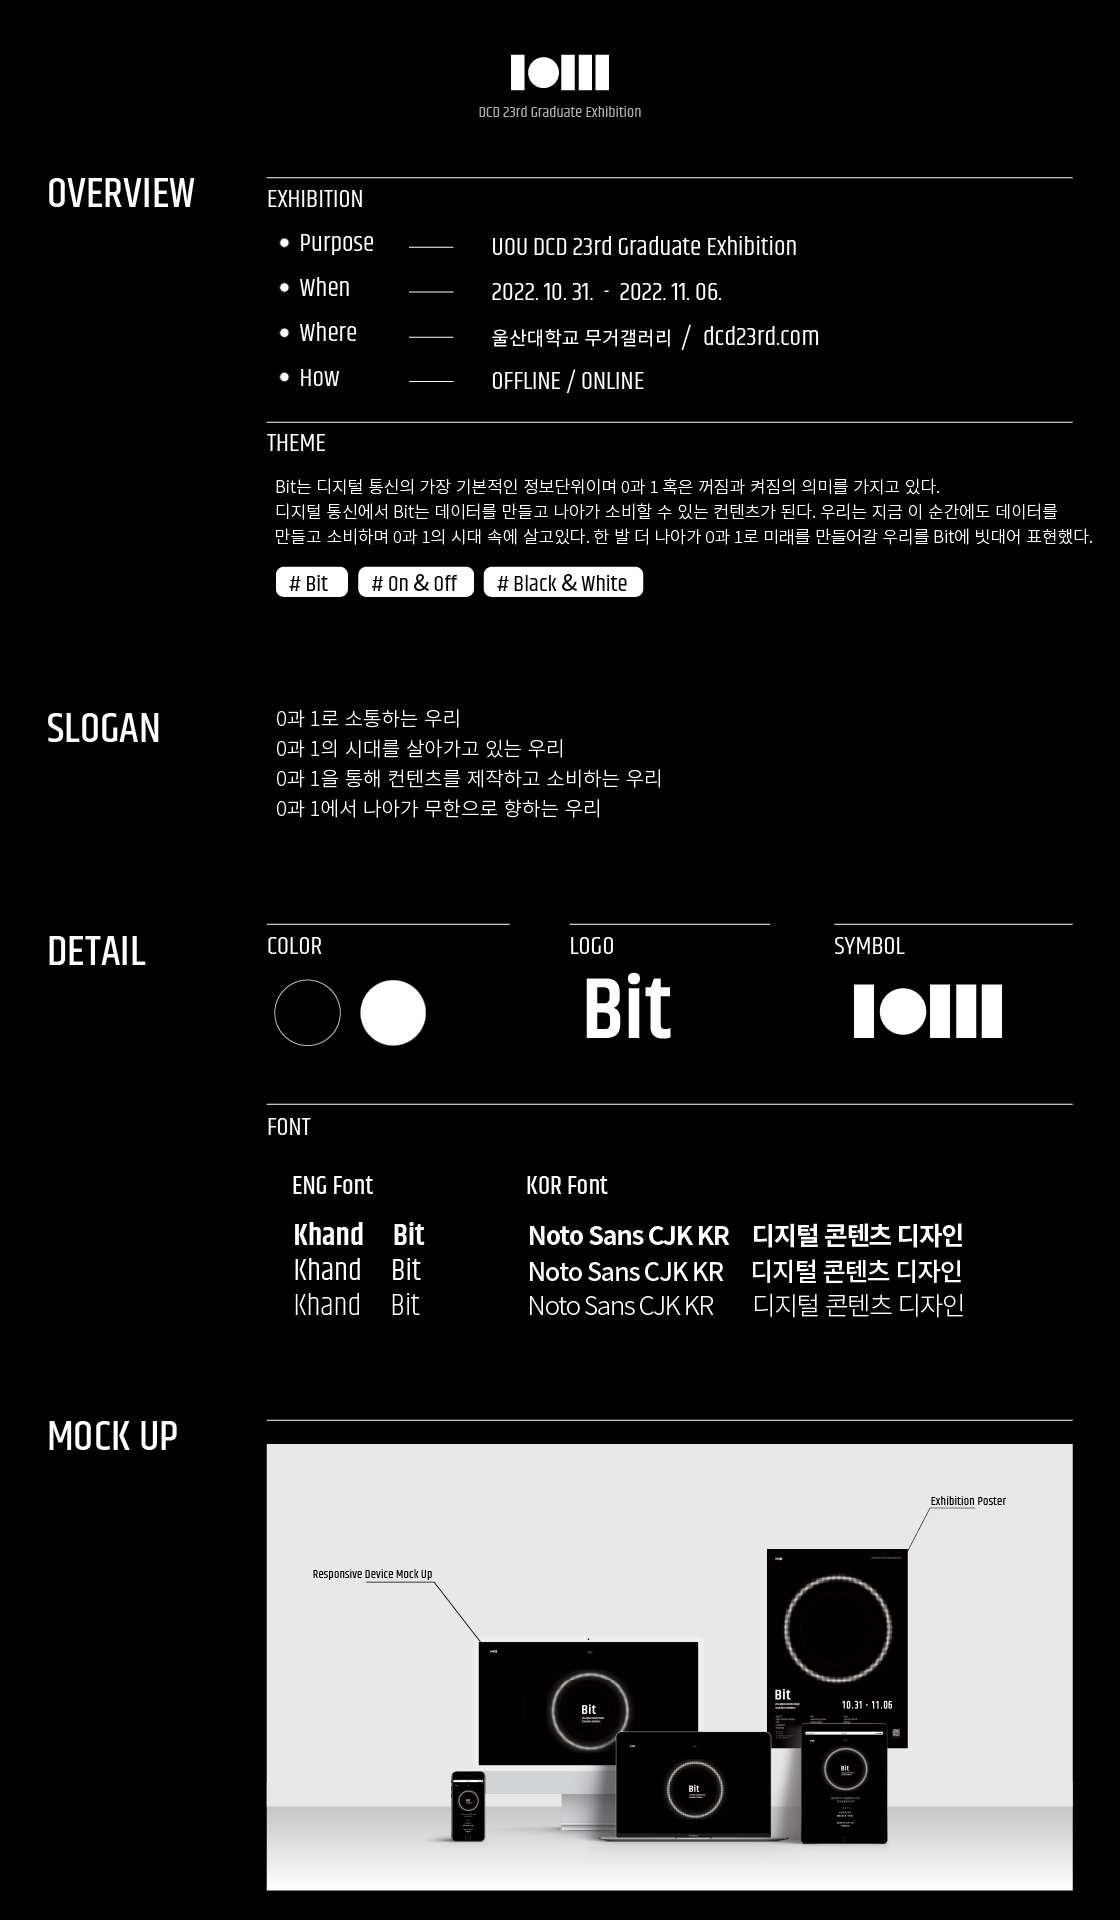 DCD 23rd Graduate Exhibition
OVERVIEW
EXHIBITION
Purpose
UOU DCD 23rd Graduate Exhibition
When
2022. 10. 31. - 2022. 11. 06.
Where
울산대학교 무거갤러리 / dcd23rd.com
How
OFFLINE / ONLINE
THEME
Bit는 디지털 통신의 가장 기본적인 정보단위이며 0과 1 혹은 꺼짐과 켜짐의 의미를 가지고 있다.
디지털 통신에서 Bit는 데이터를 만들고 나아가 소비할 수 있는 컨텐츠가 된다. 우리는 지금 이 순간에도 데이터를
만들고 소비하며 0과 1의 시대 속에 살고있다. 한 발 더 나아가 0과 1로 미래를 만들어갈 우리를 Bit에 빗대어 표현했다.
# Bit # On & Off # Black & White
SLOGAN
0과 1로 소통하는 우리
0과 1의 시대를 살아가고 있는 우리
0과 1을 통해 컨텐츠를 제작하고 소비하는 우리
0과 1에서 나아가 무한으로 향하는 우리
DETAIL
COLOR
LOGO
SYMBOL
Bit
FONT
ENG Font
KOR Font
Khand Bit
Noto Sans CJK KR 디지털 콘텐츠 디자인
Khand Bit
Noto Sans CJK KR 디지털 콘텐츠 디자인
Khand Bit
Noto Sans CJK KR 디지털 콘텐츠 디자인
MOCK UP
Exhibition Poster
Responsive Device Mock Up
Bit
10.31 - 11.06
Bit
Bit
Bit
Bit